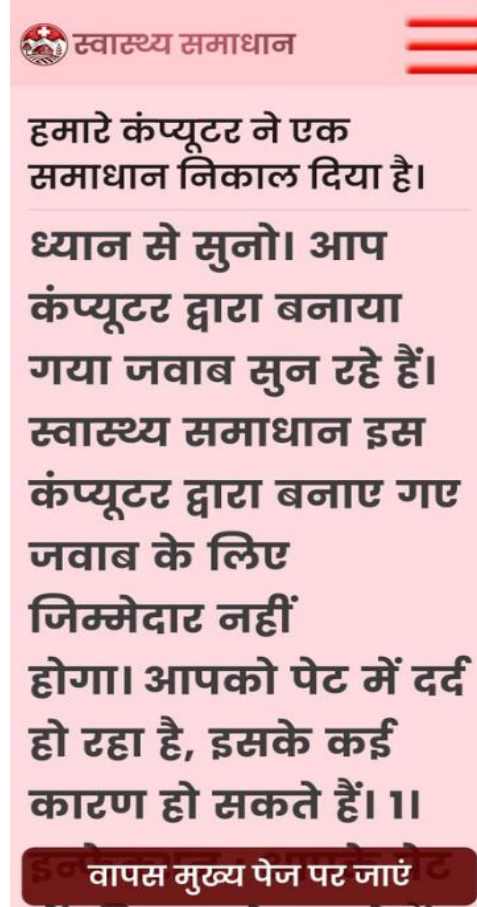 स्वास्थ्य समाधान
हमारे कंप्यूटर ने एक
समाधान निकाल दिया है।
ध्यान से सुनो। आप
कंप्यूटर द्वारा बनाया
गया जवाब सुन रहे हैं।
स्वास्थ्य समाधान इस
कंप्यूटर द्वारा बनाए गए
जवाब के लिए
जिम्मेदार नहीं
होगा। आपको पेट में दर्द
हो रहा है, इसके कई
कारण हो सकते हैं। 1।
वापस मुख्य पेज पर जाएं